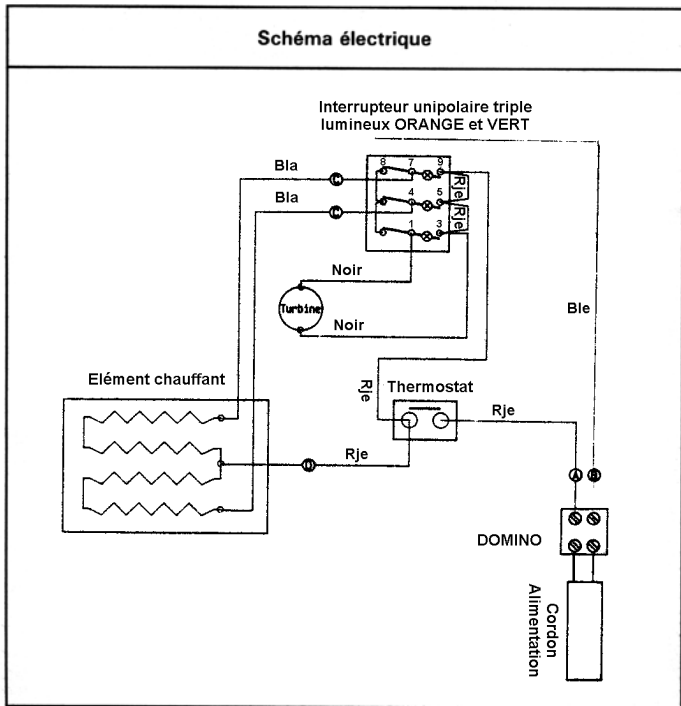 Schéma électrique
Interrupteur unipolaire triple
lumineux ORANGE et VERT
8 7 9
Bla
C
Rje
Bla
C
4 5
Rje
1 3
Noir
Turbine
Noir
Ble
Elément chauffant
Rje
Thermostat
Rje
D
Rje
A B
DOMINO
Cordon
Alimentation